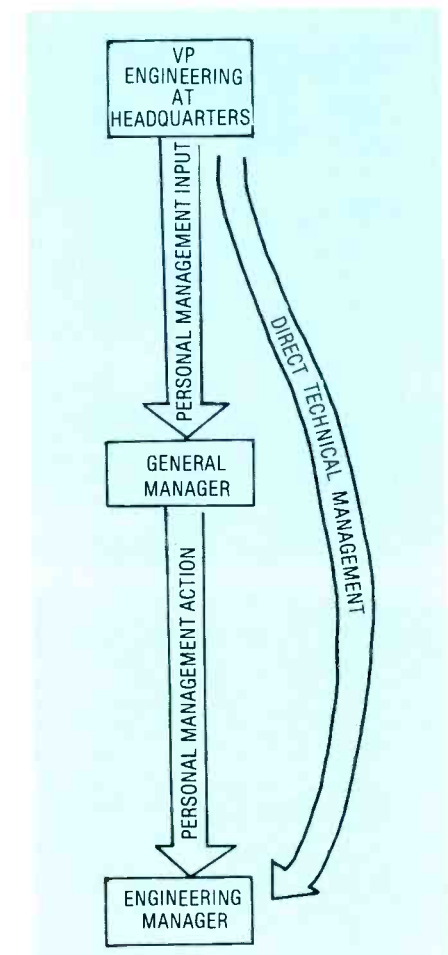 VP
ENGINEERING
AT
HEADQUARTERS
PERSONAL MANAGEMENT INPUT
DIRECT TECHNICAL MANAGEMENT
GENERAL
MANAGER
PERSONAL MANAGEMENT ACTION
ENGINEERING
MANAGER